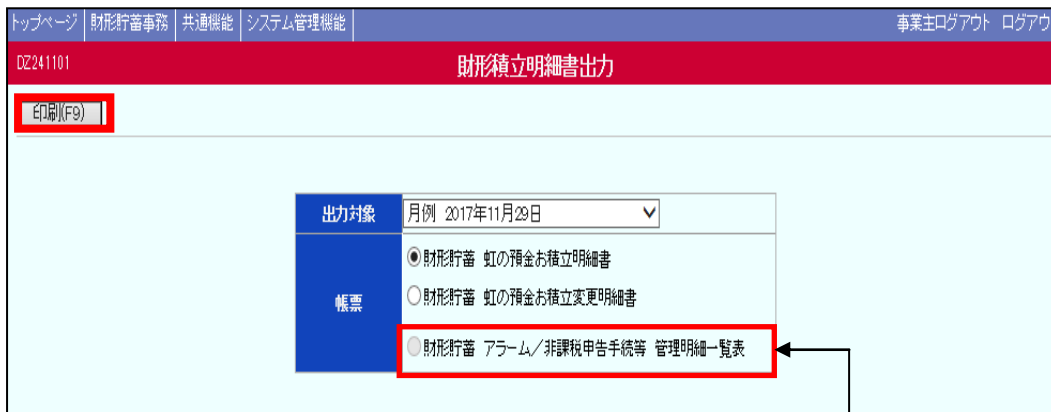 トップページ 財形貯蓄事務 共通機能 システム管理機能 事業主ログアウト ログアウ
DZ241101 財形積立明細書出力
印刷(F9)
出力対象 月例 2017年11月29日
財形貯蓄 虹の預金お積立明細書
帳票 財形貯蓄 虹の預金お積立変更明細書
財形貯蓄 アラーム/非課税申告手続等 管理明細一覧表